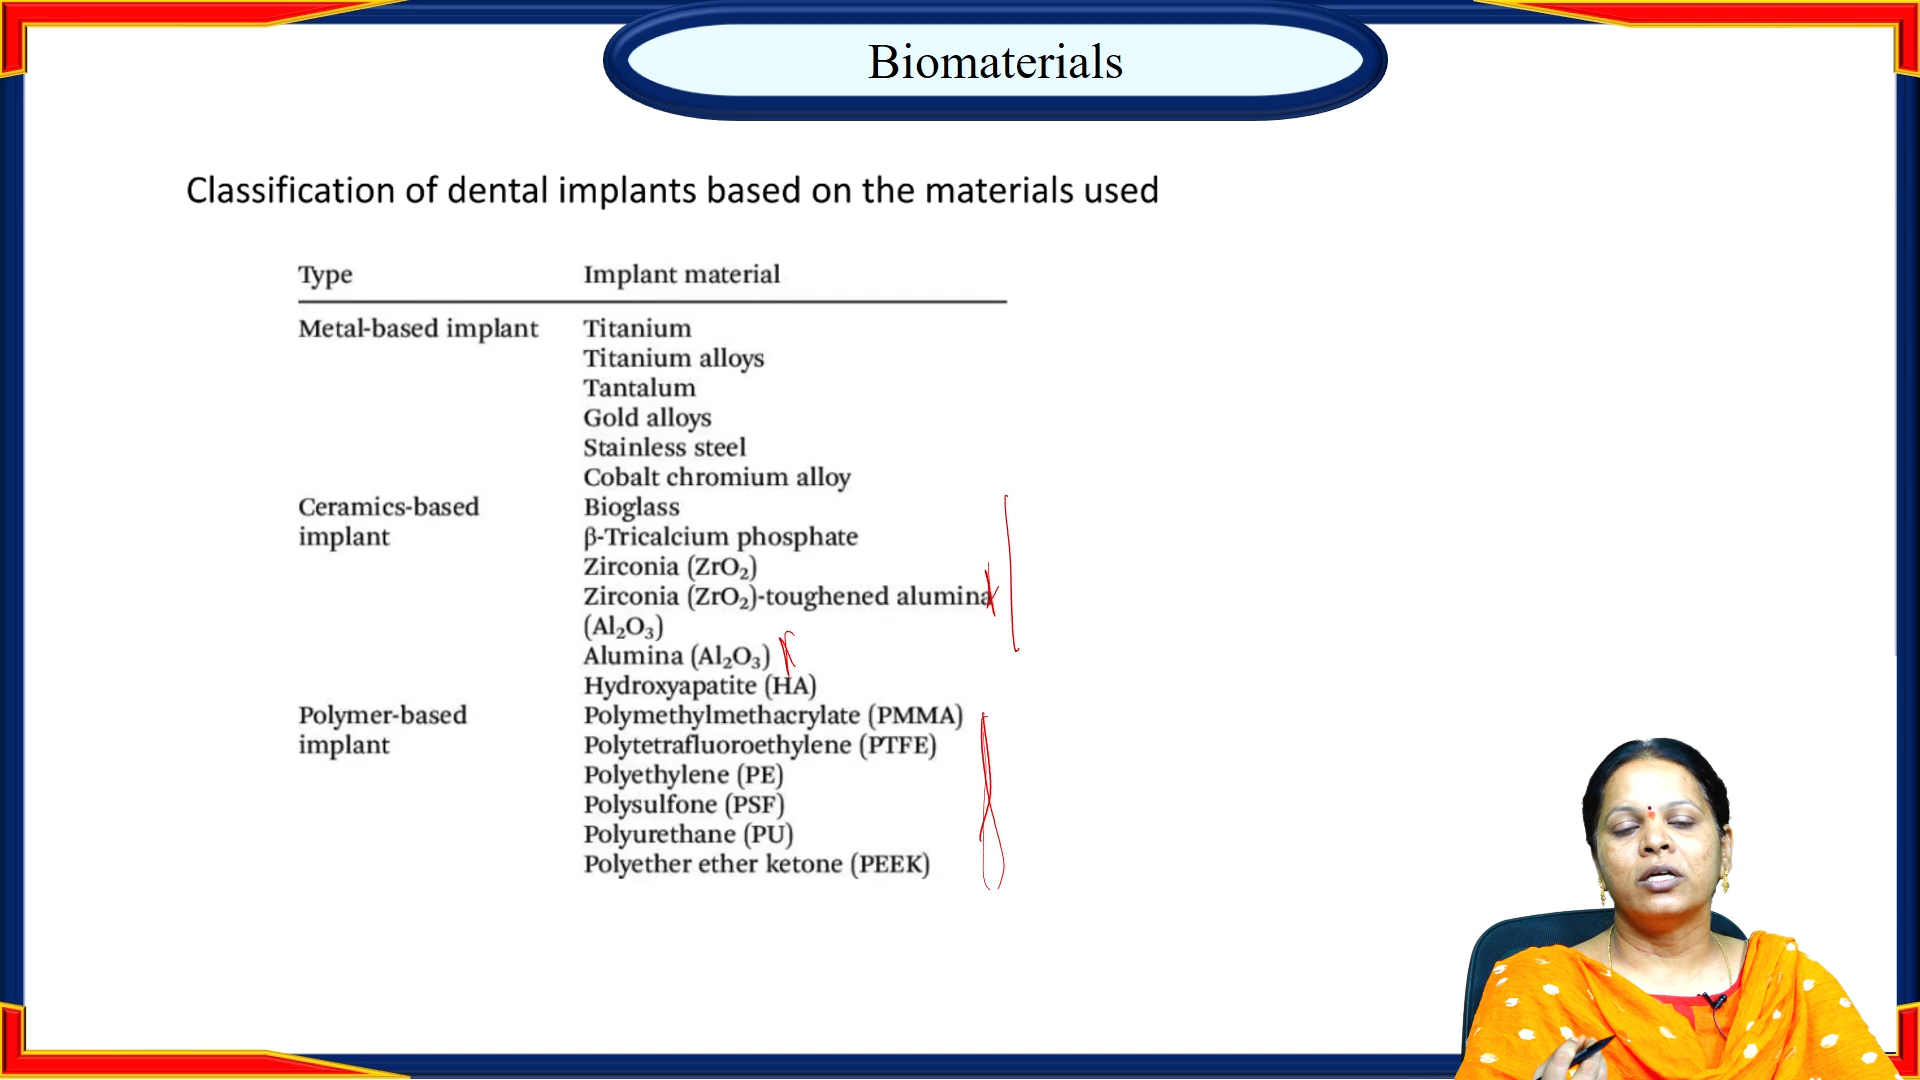 Biomaterials
Classification of dental implants based on the materials used
Type Implant material
Metal-based implant Titanium
Titanium alloys
Tantalum
Gold alloys
Stainless steel
Cobalt chromium alloy
Ceramics-based Bioglass
implant β-Tricalcium phosphate
Zirconia (ZrO₂)
Zirconia (ZrO₂)-toughened alumina
(Al₂O₃)
Alumina (Al₂O₃)
Hydroxyapatite (HA)
Polymer-based Polymethylmethacrylate (PMMA)
implant Polytetrafluoroethylene (PTFE)
Polyethylene (PE)
Polysulfone (PSF)
Polyurethane (PU)
Polyether ether ketone (PEEK)